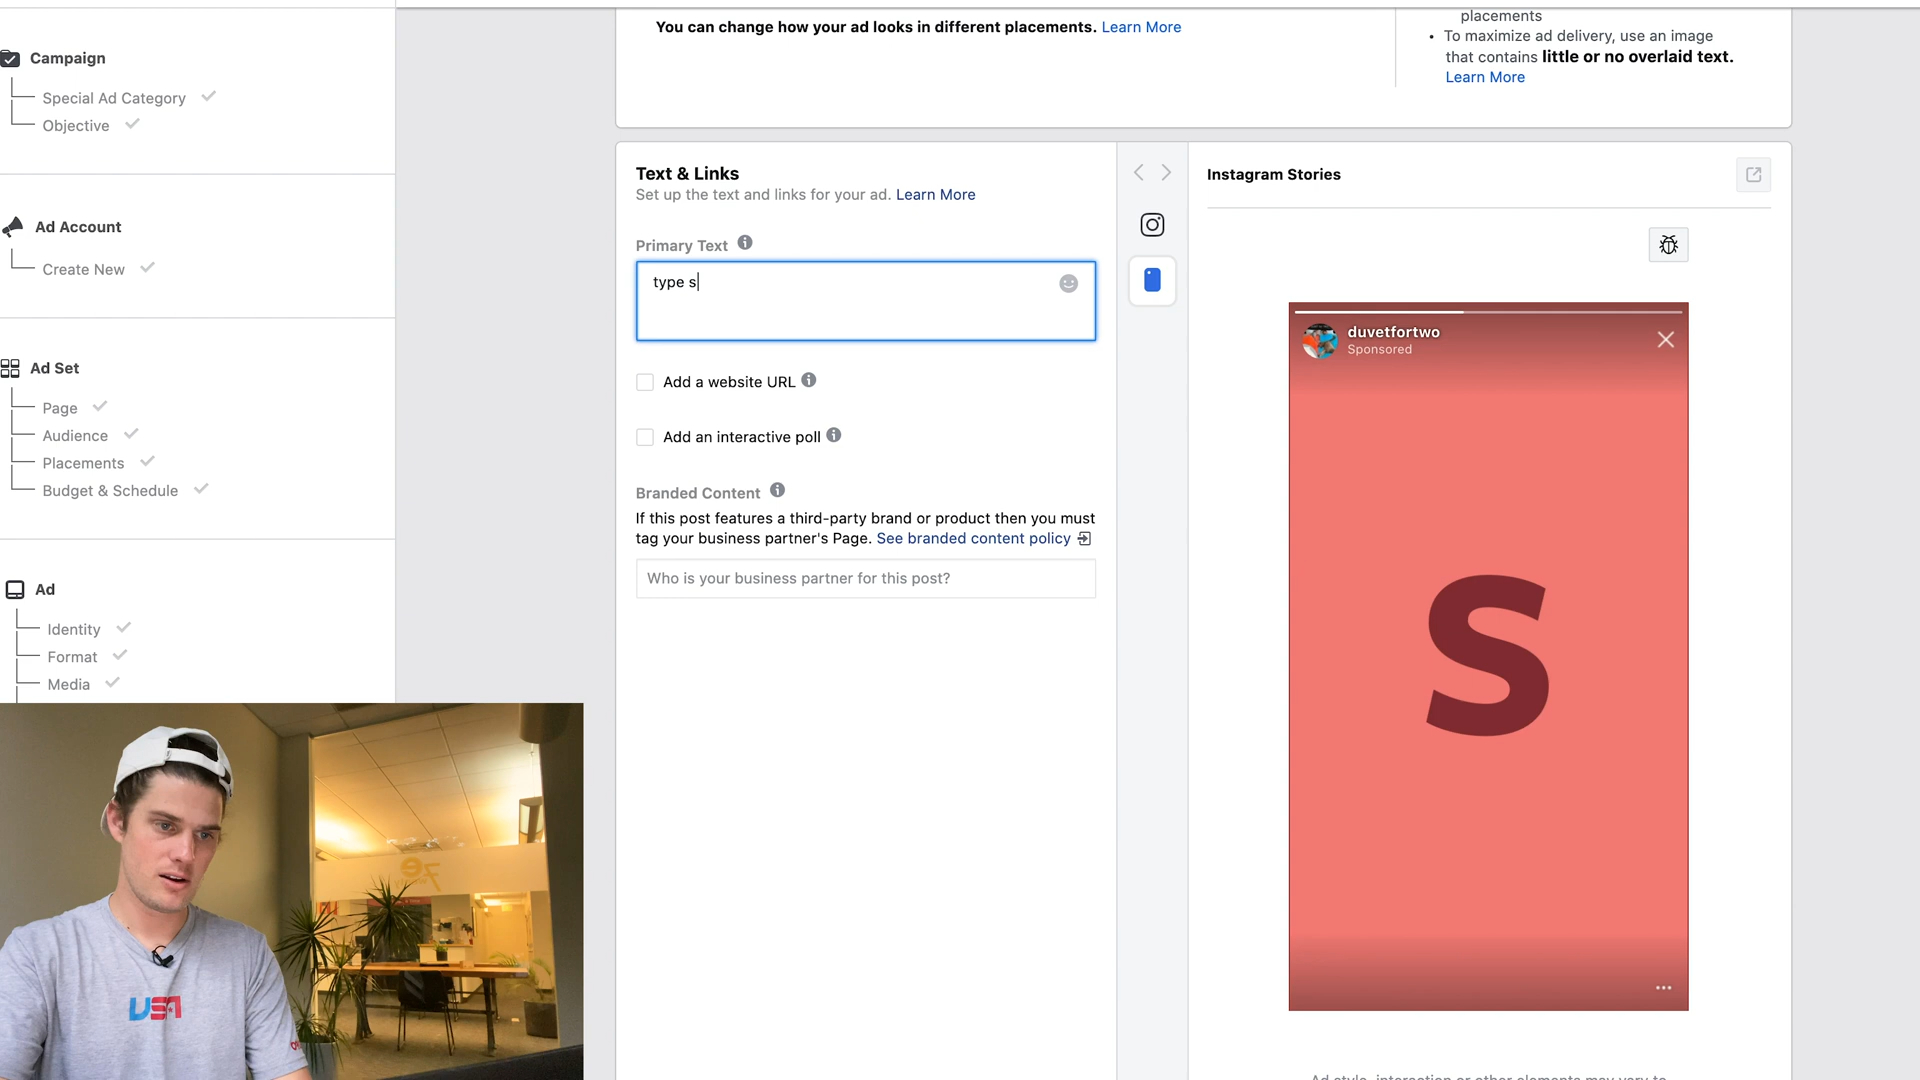 You can change how your ad looks in different placements. Learn More
placements
• To maximize ad delivery, use an image
that contains little or no overlaid text.
Learn More
Campaign
Special Ad Category
Objective
Ad Account
Create New
Ad Set
Page
Audience
Placements
Budget & Schedule
Ad
Identity
Format
Media
Text & Links
Set up the text and links for your ad. Learn More
Primary Text
type s
Add a website URL
Add an interactive poll
Branded Content
If this post features a third-party brand or product then you must
tag your business partner's Page. See branded content policy
Who is your business partner for this post?
Instagram Stories
duvetfortwo
Sponsored
S
USA